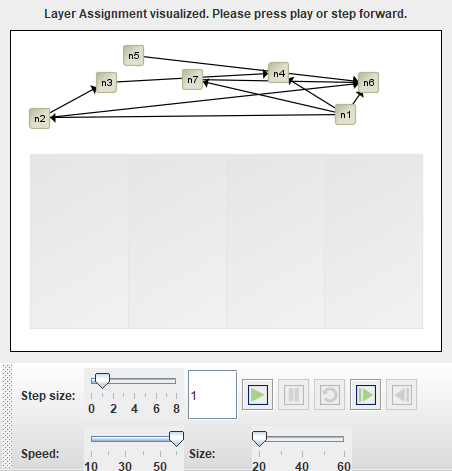 Layer Assignment visualized. Please press play or step forward.
n5
n4
n7
n3
n6
n2
n1
Step size:
1
0 2 4 6 8
Speed:
Size:
10 30 50
20 40 60